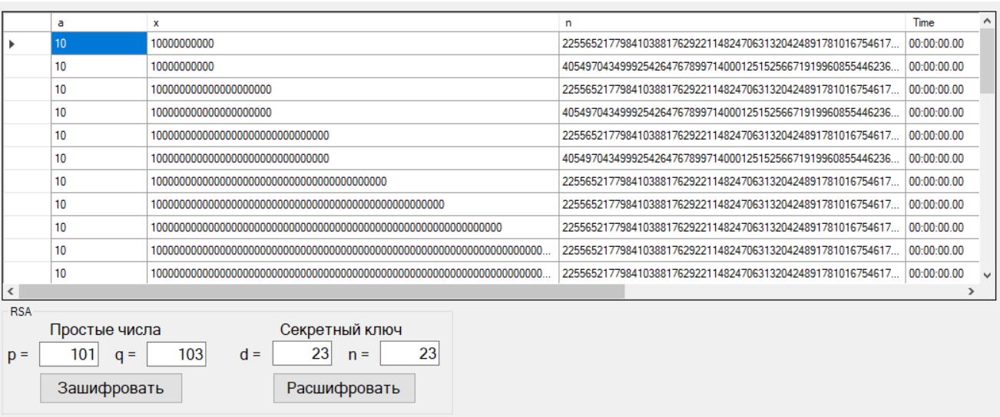 a x n Time
10 10000000000 225565217798410388176292211482470631320424891781016754617... 00:00:00.00
10 10000000000 405497043499925426476789971400012515256671919960855446236... 00:00:00.00
10 100000000000000000000 225565217798410388176292211482470631320424891781016754617... 00:00:00.00
10 100000000000000000000 405497043499925426476789971400012515256671919960855446236... 00:00:00.00
10 1000000000000000000000000000000 225565217798410388176292211482470631320424891781016754617... 00:00:00.00
10 1000000000000000000000000000000 405497043499925426476789971400012515256671919960855446236... 00:00:00.00
10 10000000000000000000000000000000000000000 225565217798410388176292211482470631320424891781016754617... 00:00:00.00
10 100000000000000000000000000000000000000000000000000 225565217798410388176292211482470631320424891781016754617... 00:00:00.00
10 1000000000000000000000000000000000000000000000000000000000000 225565217798410388176292211482470631320424891781016754617... 00:00:00.00
10 10000000000000000000000000000000000000000000000000000000000000000000... 225565217798410388176292211482470631320424891781016754617... 00:00:00.00
10 10000000000000000000000000000000000000000000000000000000000000000000... 225565217798410388176292211482470631320424891781016754617... 00:00:00.00
RSA
Простые числа Секретный ключ
p = 101 q = 103 d = 23 n = 23
Зашифровать Расшифровать